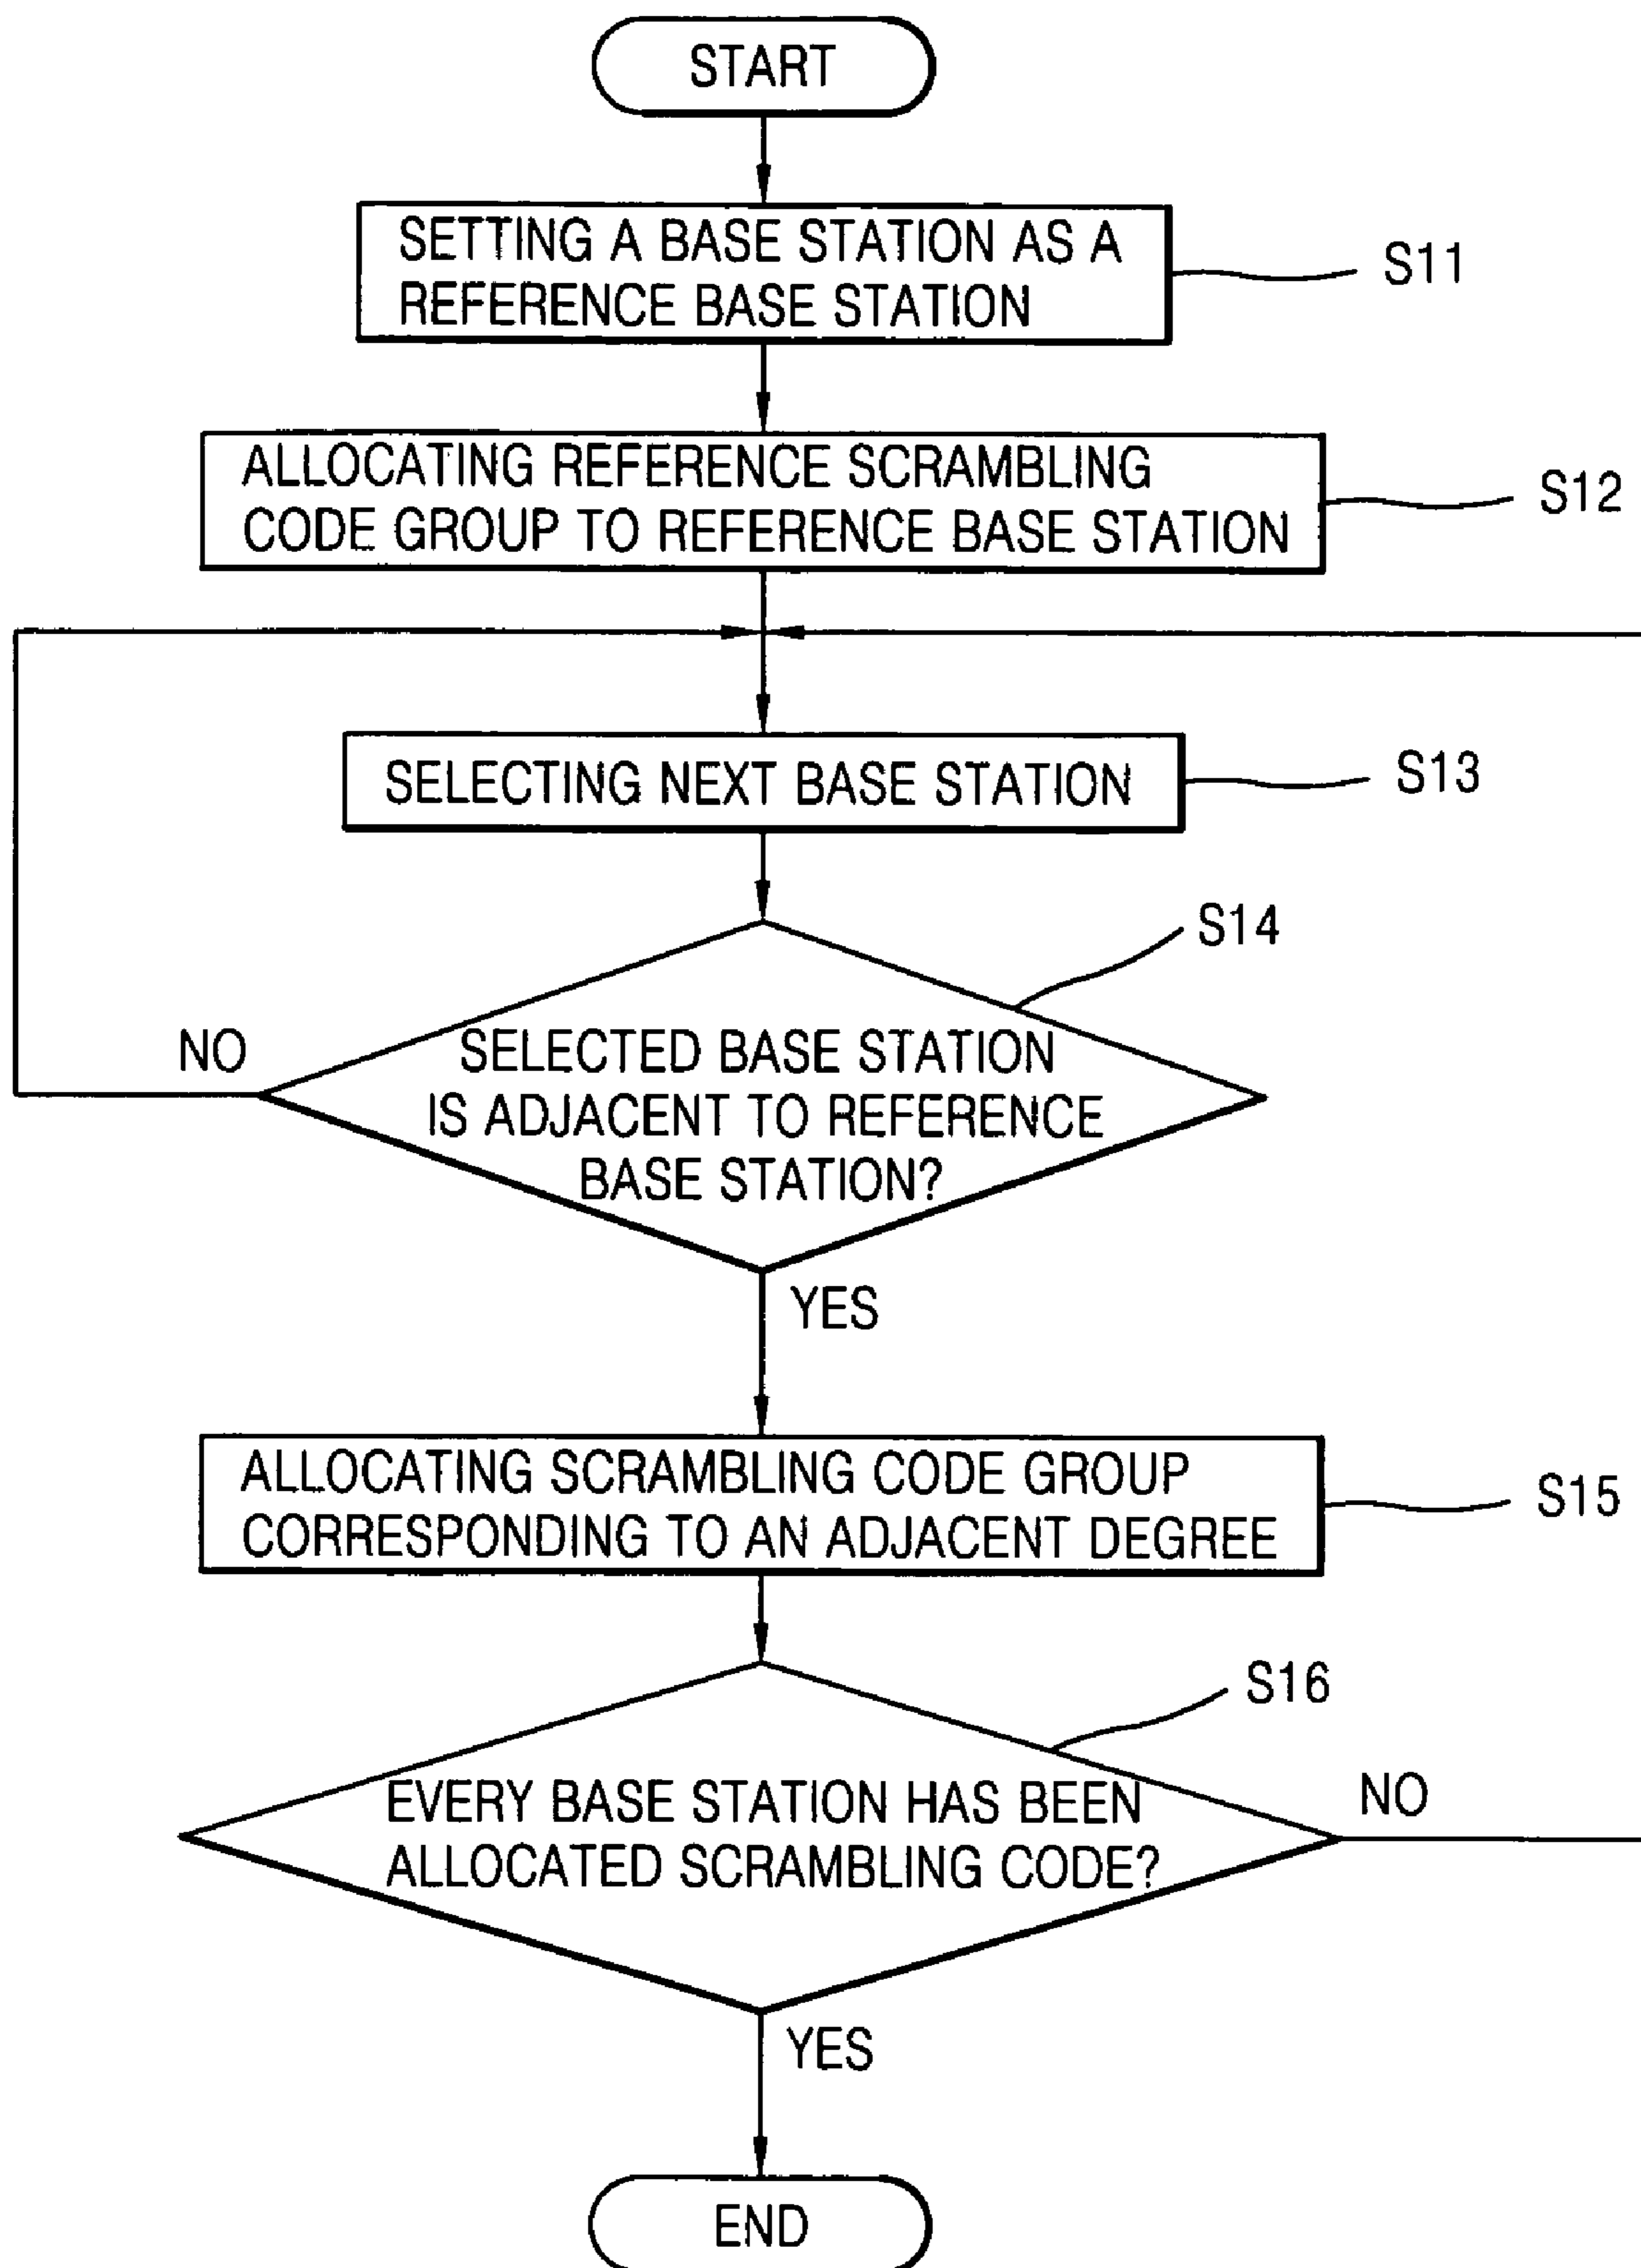 START
SETTING A BASE STATION AS A
REFERENCE BASE STATION
S11
ALLOCATING REFERENCE SCRAMBLING
CODE GROUP TO REFERENCE BASE STATION
S12
SELECTING NEXT BASE STATION
S13
S14
NO
SELECTED BASE STATION
IS ADJACENT TO REFERENCE
BASE STATION?
YES
ALLOCATING SCRAMBLING CODE GROUP
CORRESPONDING TO AN ADJACENT DEGREE
S15
S16
EVERY BASE STATION HAS BEEN
ALLOCATED SCRAMBLING CODE?
NO
YES
END